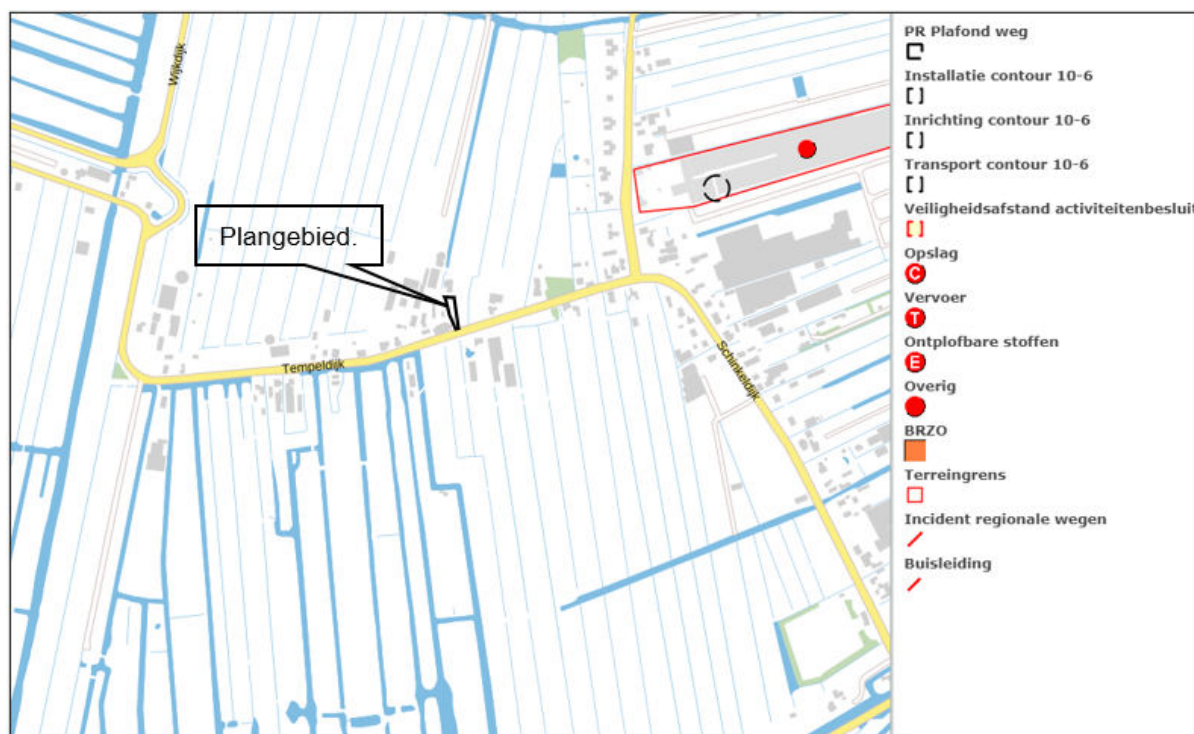 Wijkdijk
Plangebied.
Tempeldijk
Schinkeldijk
PR Plafond weg
Installatie contour 10-6
Inrichting contour 10-6
Transport contour 10-6
Veiligheidsafstand activiteitenbesluit
Opslag
C
Vervoer
T
Ontplofbare stoffen
E
Overig
BRZO
Terreingrens
Incident regionale wegen
Buisleiding